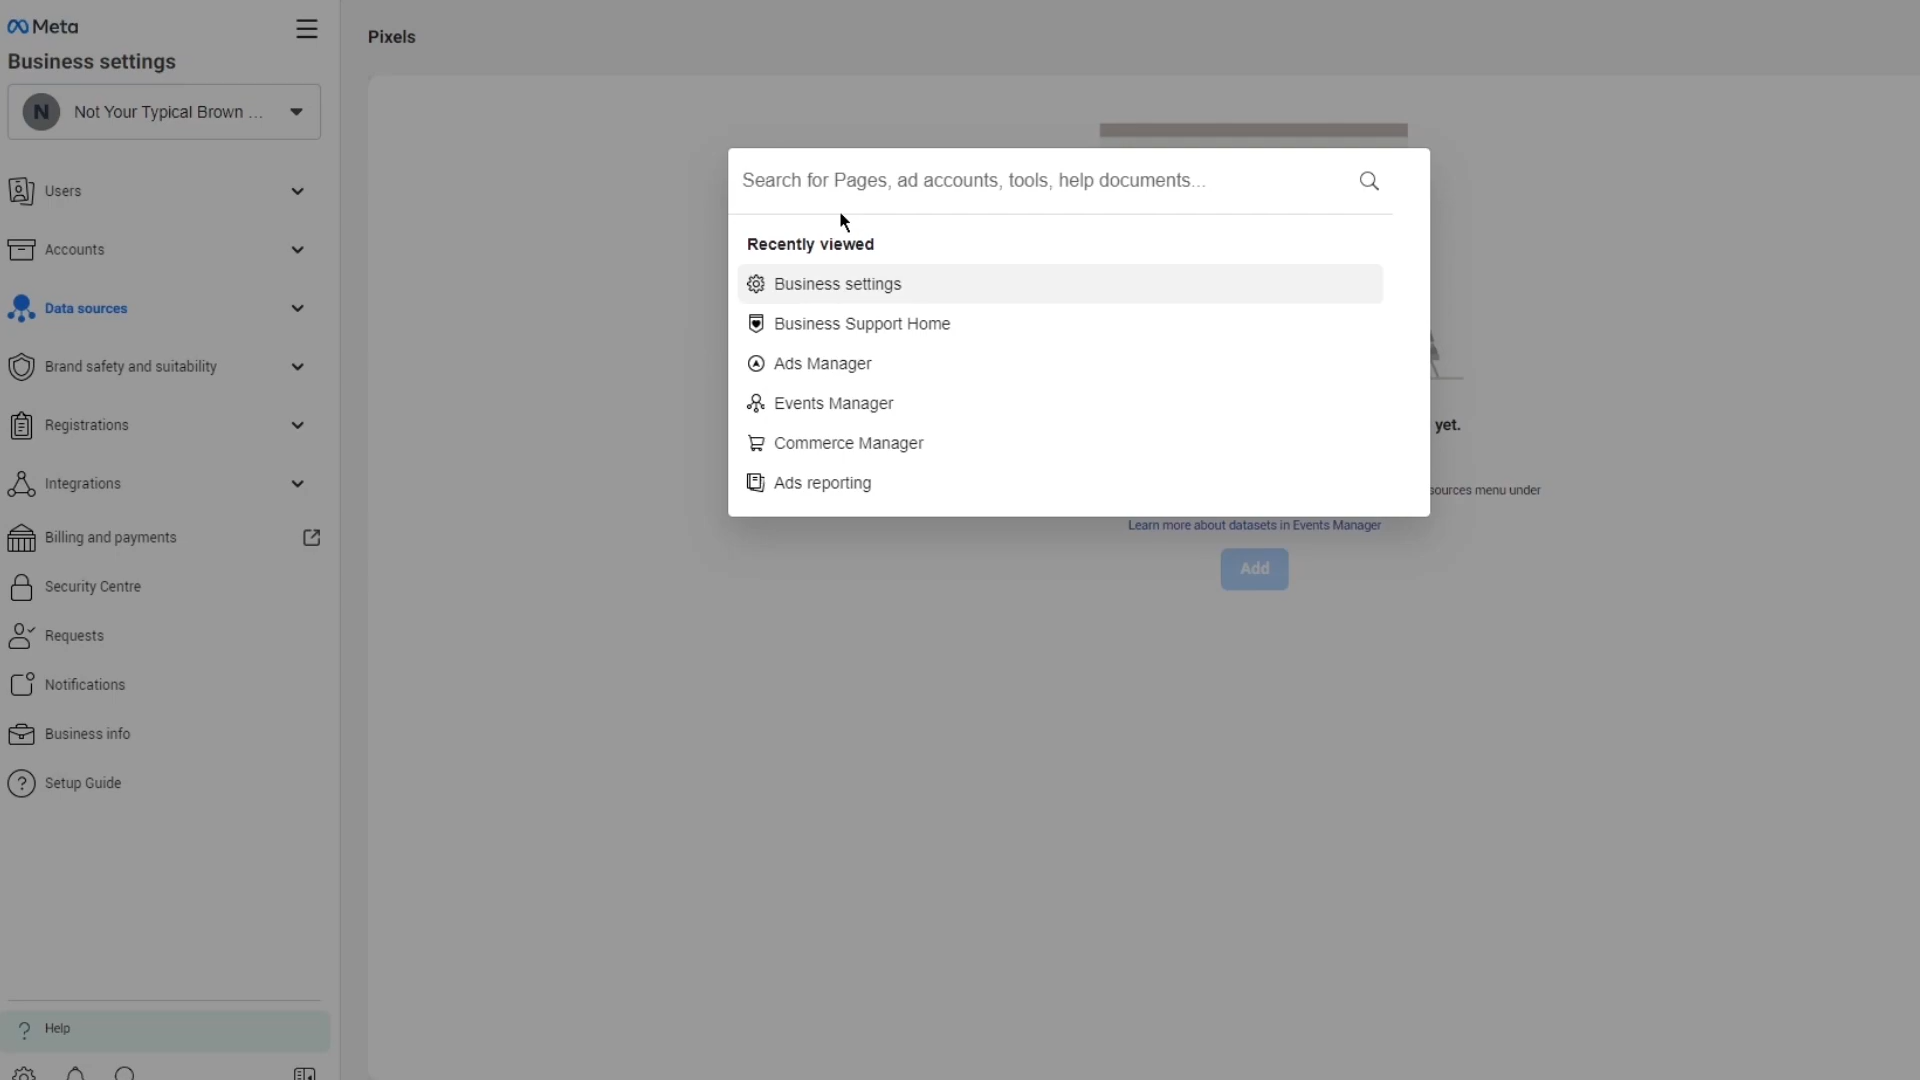 Meta
Business settings
N
Not Your Typical Brown ...
Users
Accounts
Data sources
Brand safety and suitability
Registrations
Integrations
Billing and payments
Security Centre
Requests
Notifications
Business info
Setup Guide
? Help
Pixels
Search for Pages, ad accounts, tools, help documents...
Recently viewed
Business settings
Business Support Home
Ads Manager
Events Manager
Commerce Manager
Ads reporting
yet.
sources menu under
Learn more about datasets in Events Manager
Add